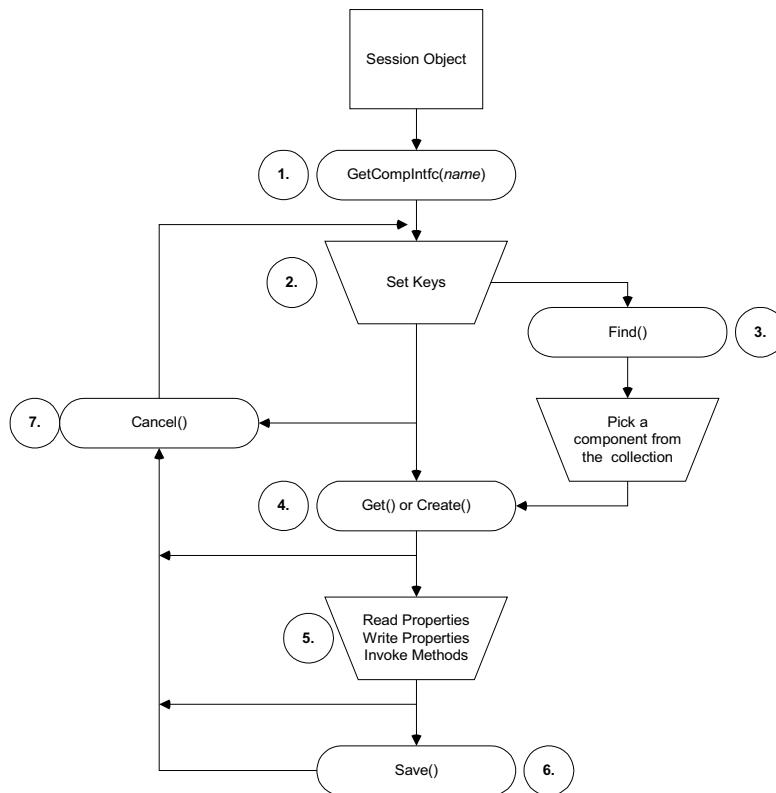 Session Object
1.
GetCompIntfc(name)
2.
Set Keys
Find()
3.
7.
Cancel()
Pick a
component from
the collection
4.
Get() or Create()
5.
Read Properties
Write Properties
Invoke Methods
Save()
6.